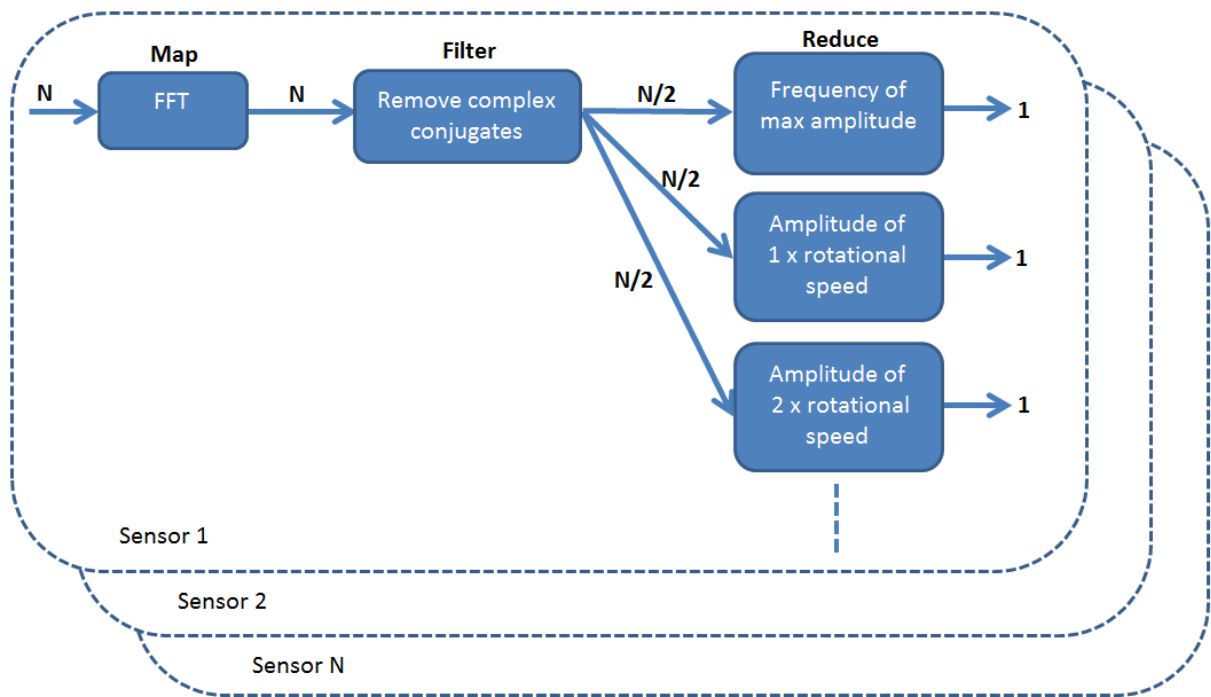 Map
Filter
Reduce
N
FFT
N
Remove complex
conjugates
N/2
Frequency of
max amplitude
1
N/2
Amplitude of
1 x rotational
speed
1
N/2
Amplitude of
2 x rotational
speed
1
Sensor 1
Sensor 2
Sensor N